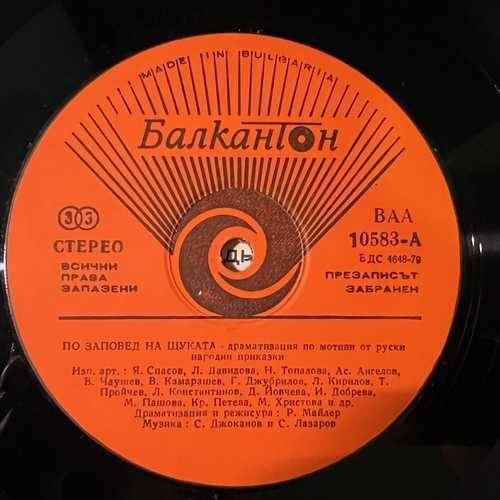 MADE IN BULGARIA
Балкантон
33
СТЕРЕО
ВСИЧКИ
ПРАВА
ЗАПАЗЕНИ
ВАА
10583-А
БДС 4648-79
ПРЕЗАПИСЪТ
ЗАБРАНЕН
ПО ЗАПОВЕД НА ЩУКАТА - драматизация по мотиви от руски
народни приказки
Изп. арт. : Я. Спасов, Л. Давидова, Н. Топалова, Ас. Ангелов,
В. Чаушев, В. Камарашев, Г. Джубрилов, Л. Кирилов, Т.
Пройчев, Л. Константинов, Д. Йовчева, И. Добрева,
М. Пашова, Кр. Петева, М. Христова и др.
Драматизация и режисура : Р. Майлер
Музика : С. Джоканов и С. Лазаров